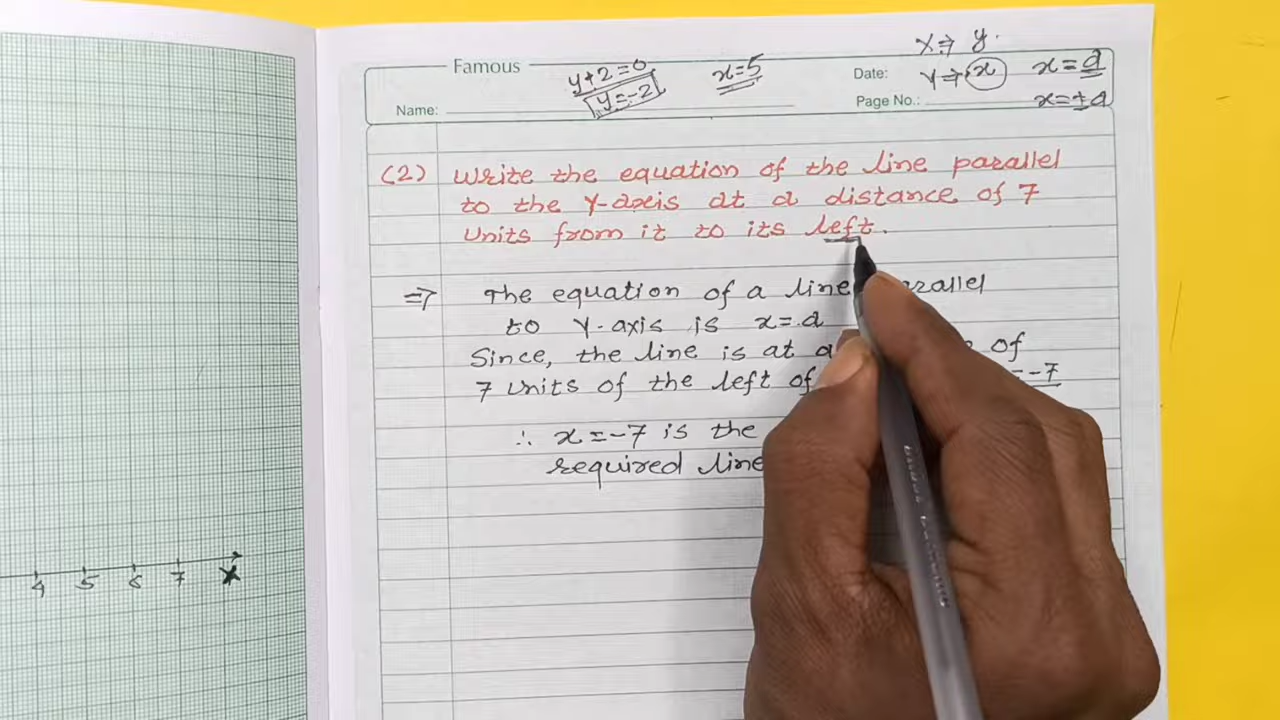 x ⇒ y.
Famous
y+2=0
x=5
Date:
y ⇒ x
x=a
y=-2
Name:
Page No.:
x=±a
(2) Write the equation of the line parallel
to the Y-axis at a distance of 7
units from it to its left.
⇒ The equation of a line parallel
to Y-axis is x=a
Since, the line is at a of
7 units of the left of =-7
∴ x=-7 is the
required line
4 5 6 7 X